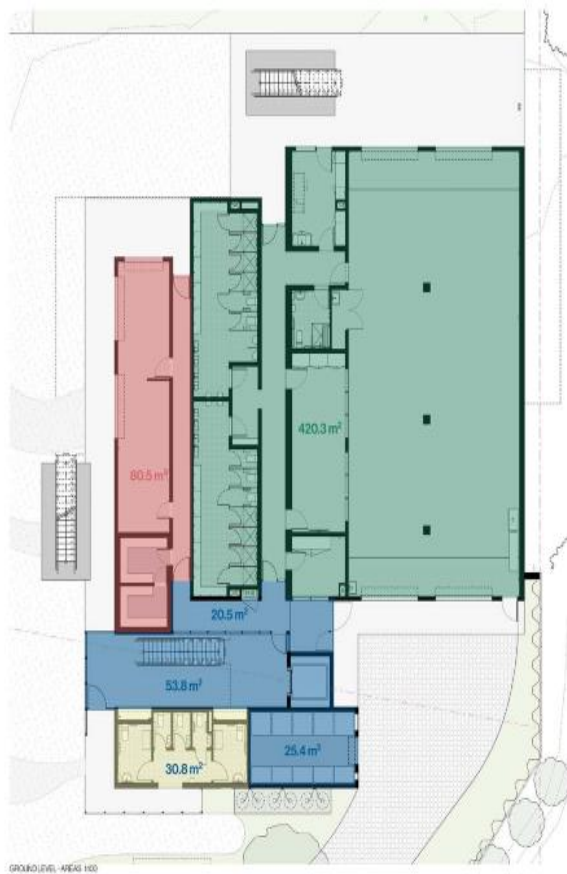 420.3 m²
80.5 m²
20.5 m²
53.8 m²
25.4 m²
30.8 m²
GROUND LEVEL - AREAS 1:100